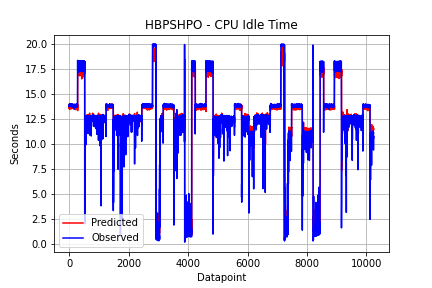 HBPSHPO - CPU Idle Time
Seconds
20.0
17.5
15.0
12.5
10.0
7.5
5.0
2.5
0.0
Predicted
Observed
0 2000 4000 6000 8000 10000
Datapoint